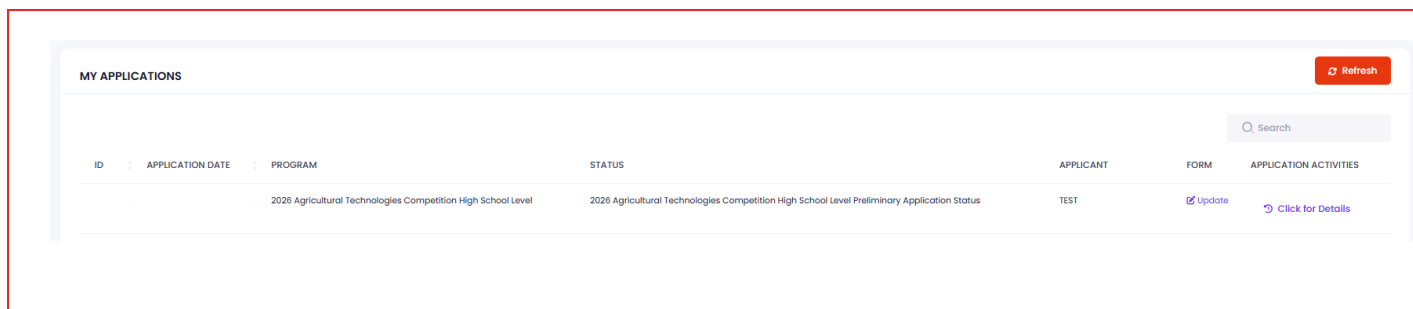 MY APPLICATIONS
Refresh
Search
ID APPLICATION DATE PROGRAM STATUS APPLICANT FORM APPLICATION ACTIVITIES
2026 Agricultural Technologies Competition High School Level 2026 Agricultural Technologies Competition High School Level Preliminary Application Status TEST Update Click for Details